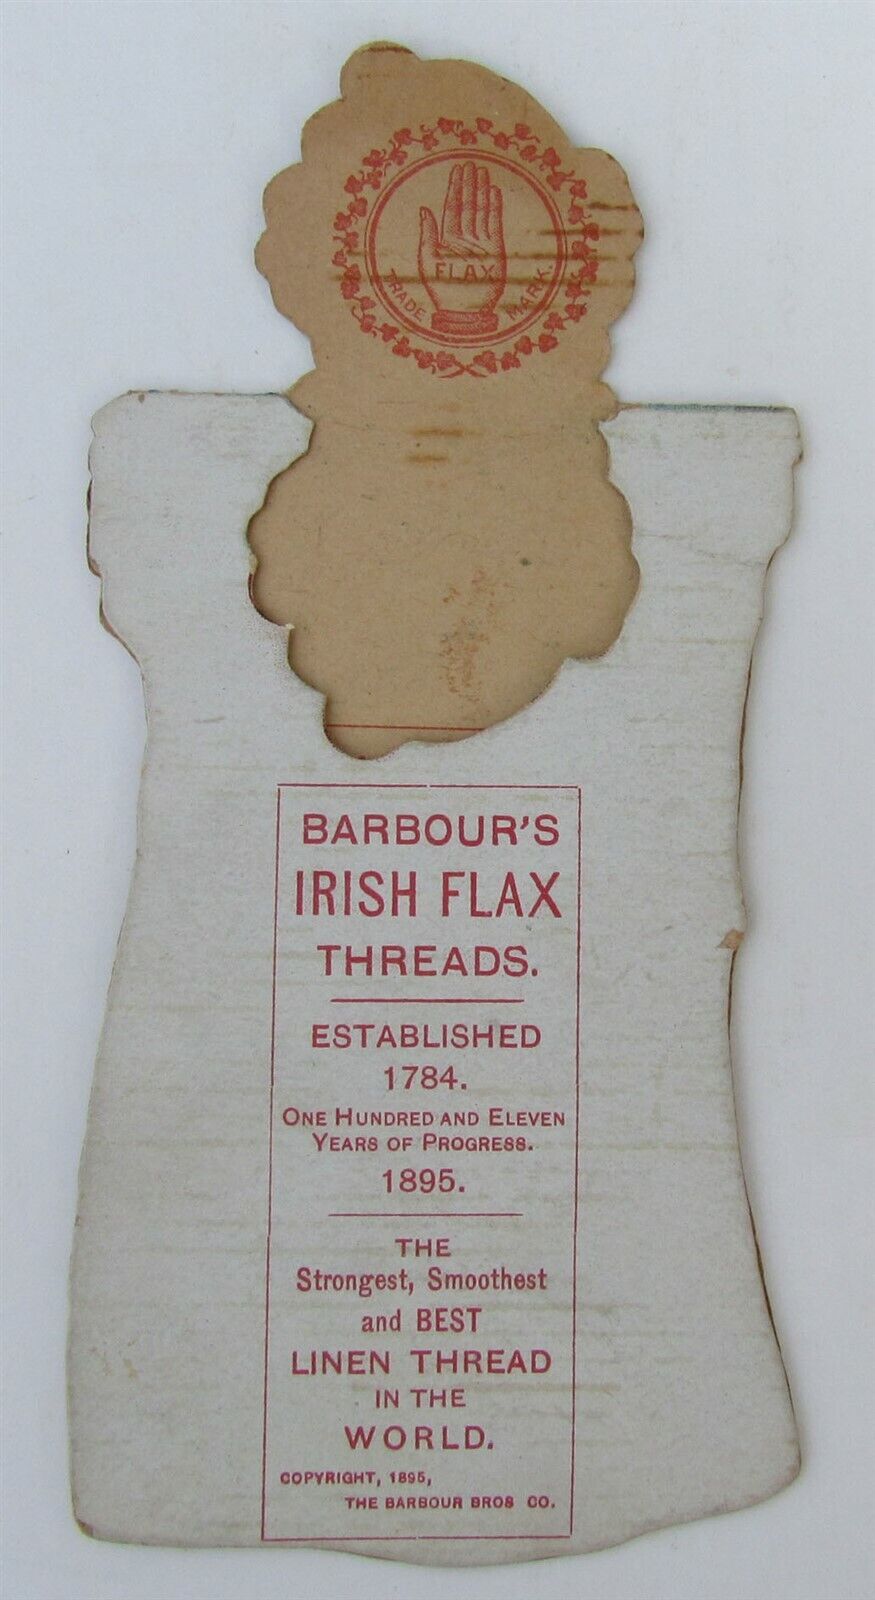 FLAX
TRADE MARK.
BARBOUR'S
IRISH FLAX
THREADS.
ESTABLISHED
1784.
ONE HUNDRED AND ELEVEN
YEARS OF PROGRESS.
1895.
THE
Strongest, Smoothest
and BEST
LINEN THREAD
IN THE
WORLD.
COPYRIGHT, 1895,
THE BARBOUR BROS CO.